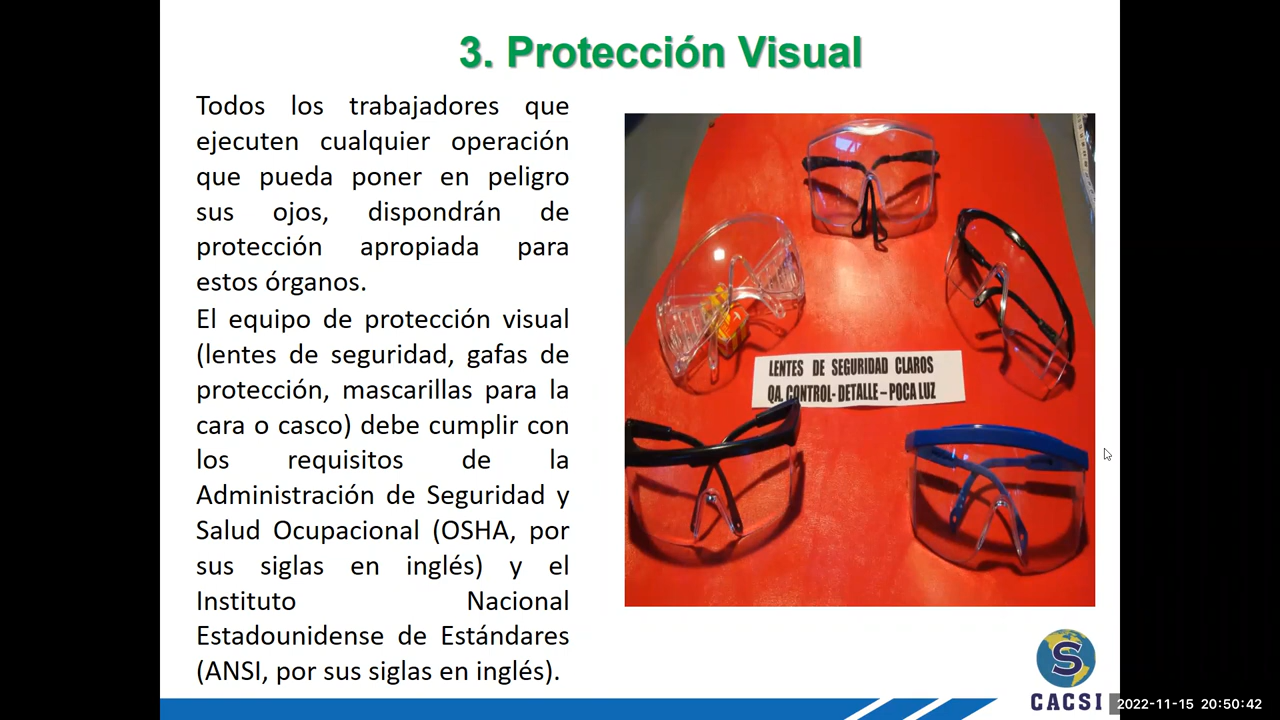 3. Protección Visual
Todos los trabajadores que
ejecuten cualquier operación
que pueda poner en peligro
sus ojos, dispondrán de
protección apropiada para
estos órganos.
El equipo de protección visual
(lentes de seguridad, gafas de
protección, mascarillas para la
cara o casco) debe cumplir con
los requisitos de la
Administración de Seguridad y
Salud Ocupacional (OSHA, por
sus siglas en inglés) y el
Instituto Nacional
Estadounidense de Estándares
(ANSI, por sus siglas en inglés).
LENTES DE SEGURIDAD CLAROS
QA. CONTROL- DETALLE – POCA LUZ
S
CACSI
2022-11-15 20:50:42